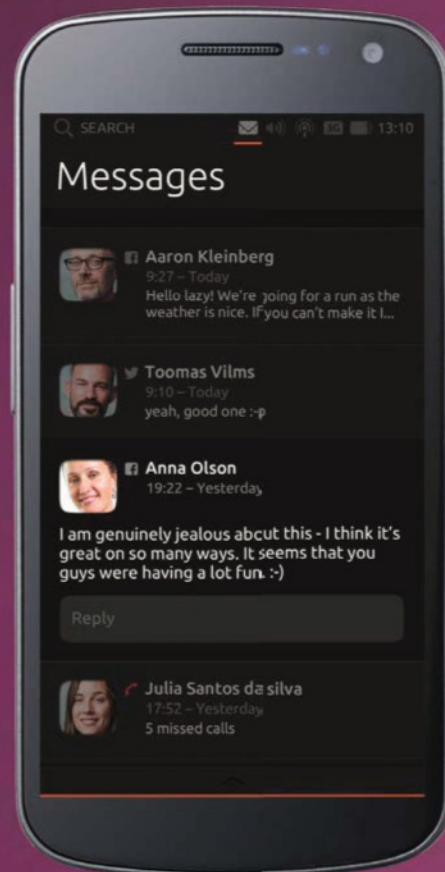 SEARCH 3G 13:10
Messages
Aaron Kleinberg
9:27 – Today
Hello lazy! We're going for a run as the
weather is nice. If you can't make it I...
Toomas Vilms
9:10 – Today
yeah, good one :-p
Anna Olson
19:22 – Yesterday
I am genuinely jealous about this - I think it's
great on so many ways. It seems that you
guys were having a lot fun. :-)
Reply
Julia Santos da silva
17:52 – Yesterday
5 missed calls